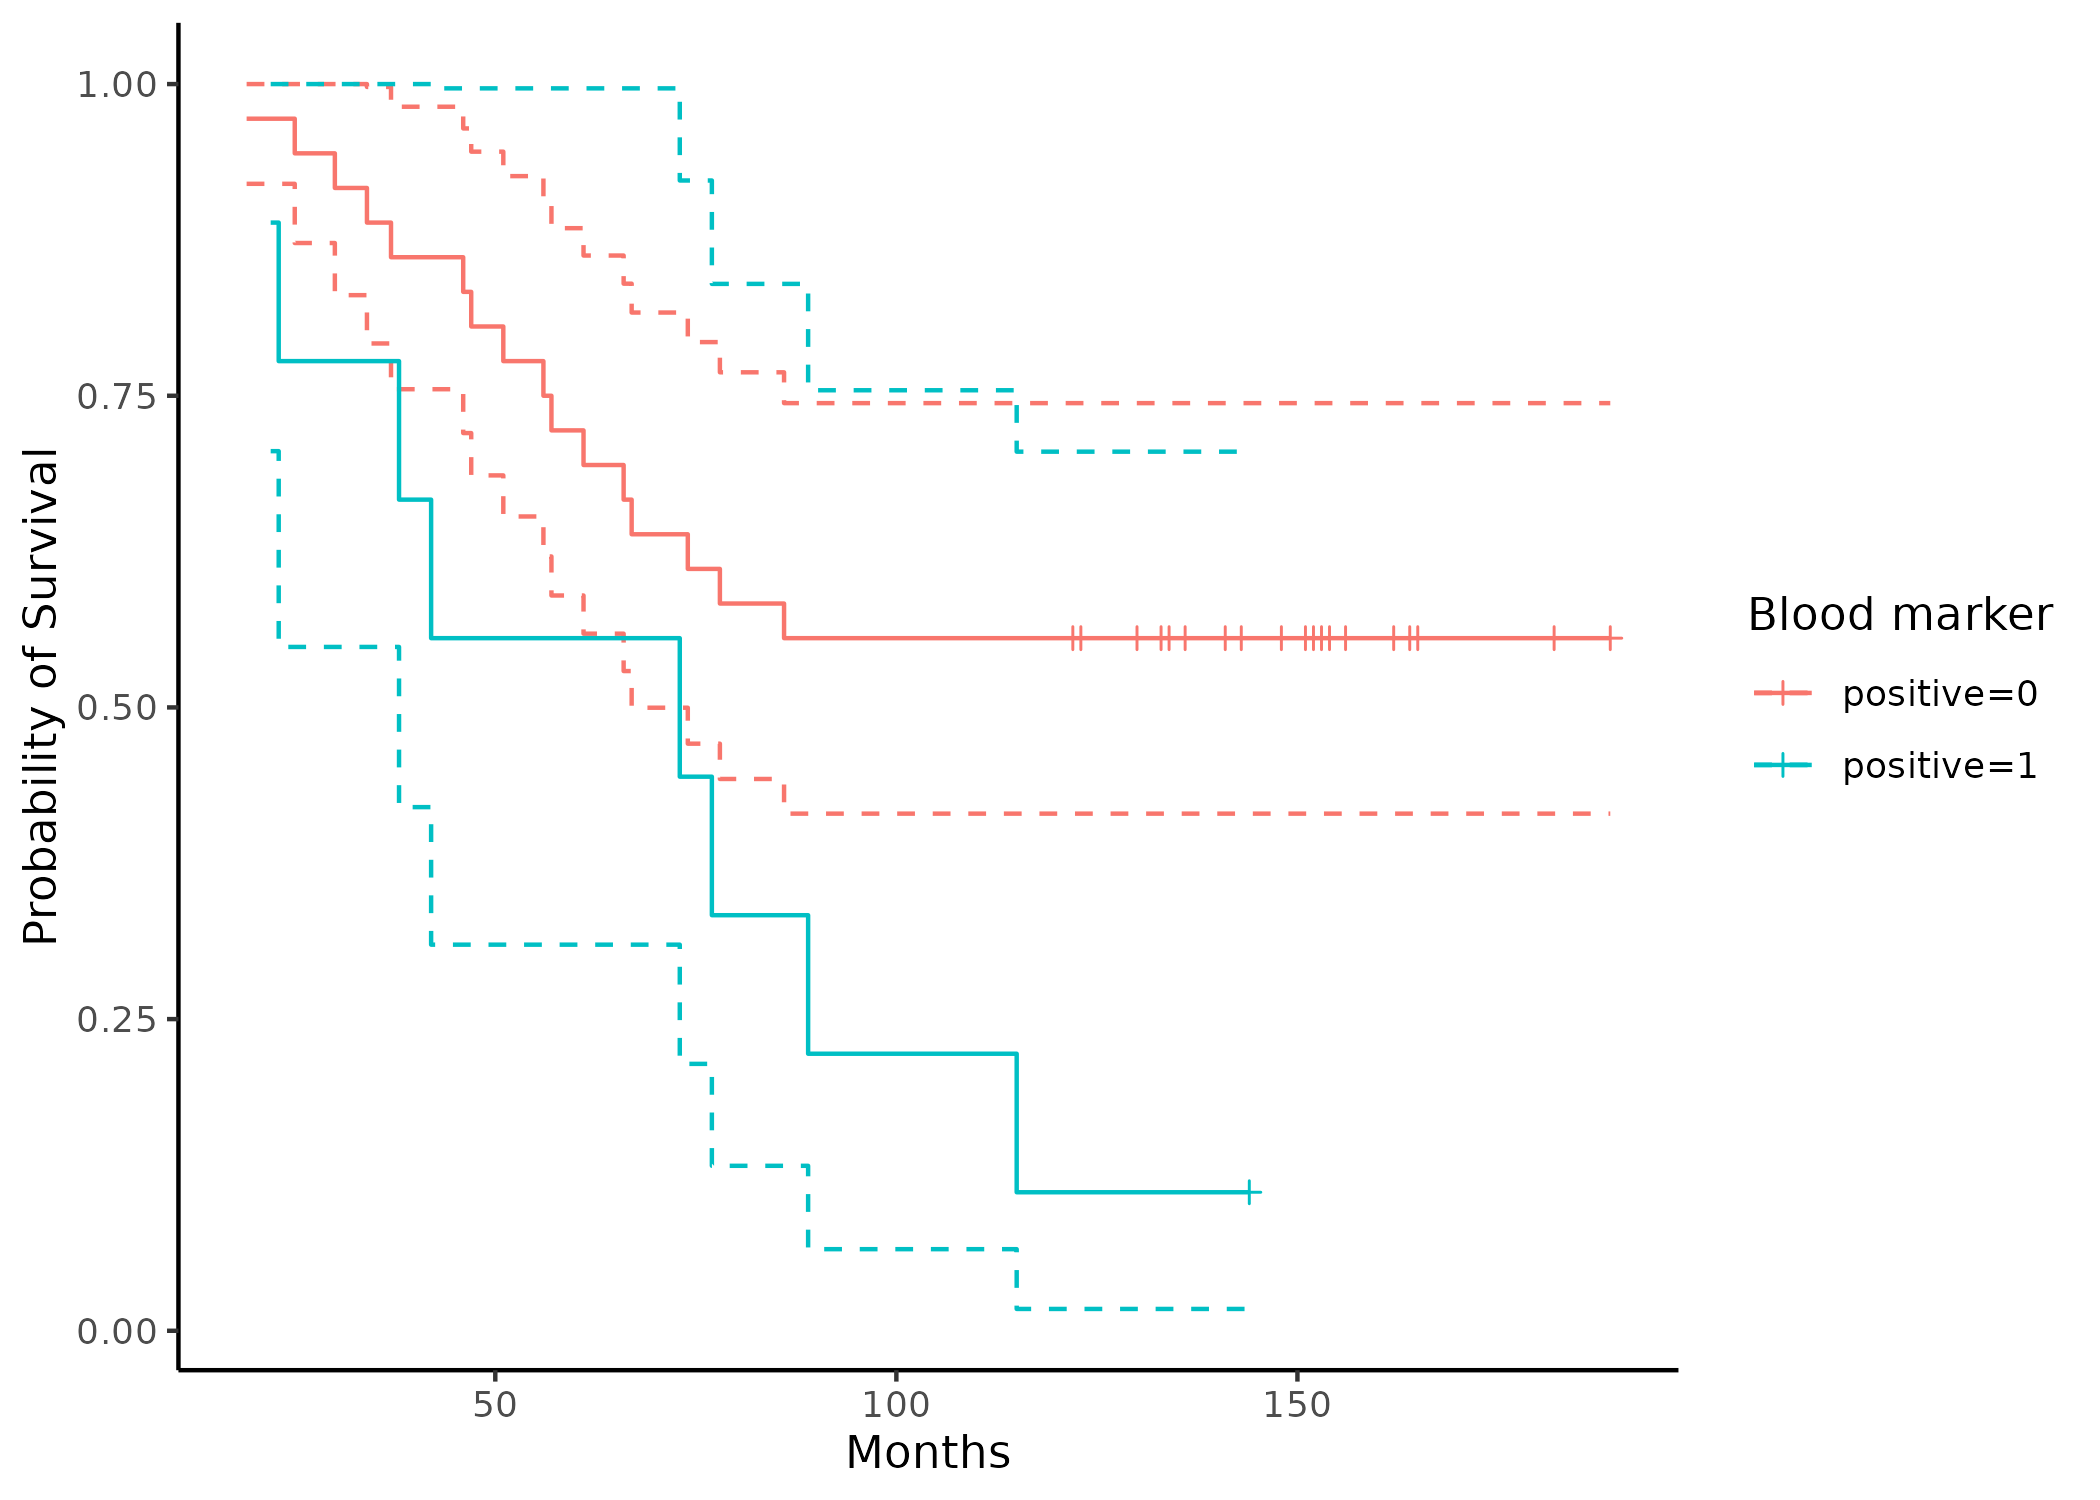 Probability of Survival
1.00
0.75
0.50
0.25
0.00
50 100 150
Months
Blood marker
positive=0
positive=1